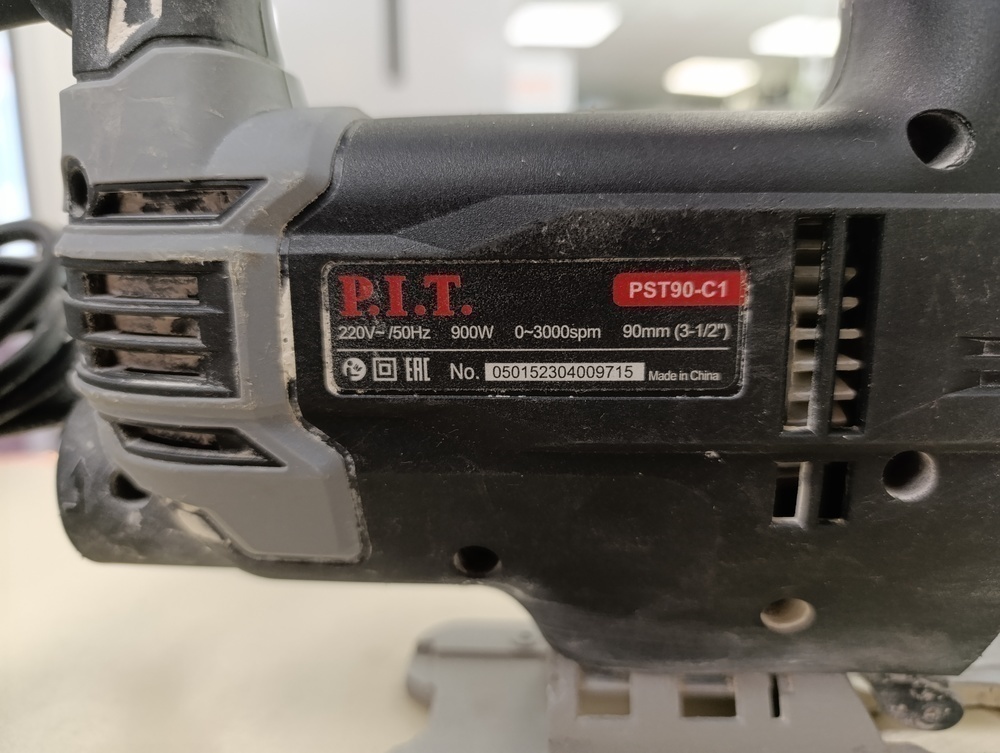 P.I.T. PST90-C1
220V~ /50Hz 900W 0~3000spm 90mm (3-1/2")
EAC No. 050152304009715 Made in China